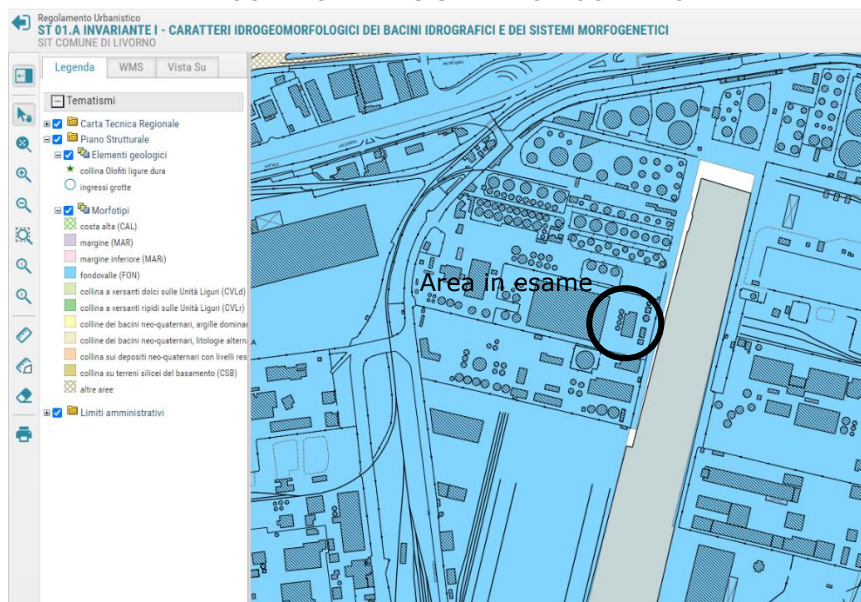 Regolamento Urbanistico
ST 01.A INVARIANTE I - CARATTERI IDROGEOMORFOLOGICI DEI BACINI IDROGRAFICI E DEI SISTEMI MORFOGENETICI
SIT COMUNE DI LIVORNO
Legenda WMS Vista Su
Tematismi
Carta Tecnica Regionale
Piano Strutturale
Elementi geologici
collina Olofiti ligure dura
ingressi grotte
Morfotipi
costa alta (CAL)
margine (MAR)
margine inferiore (MARi)
fondovalle (FON)
collina a versanti dolci sulle Unità Liguri (CVLd)
collina a versanti ripidi sulle Unità Liguri (CVLr)
colline dei bacini neo-quaternari, argille dominan
colline dei bacini neo-quaternari, litologie altern
collina sui depositi neo-quaternari con livelli res
collina su terreni silicei del basamento (CSB)
altre aree
Limiti amministrativi
Area in esame